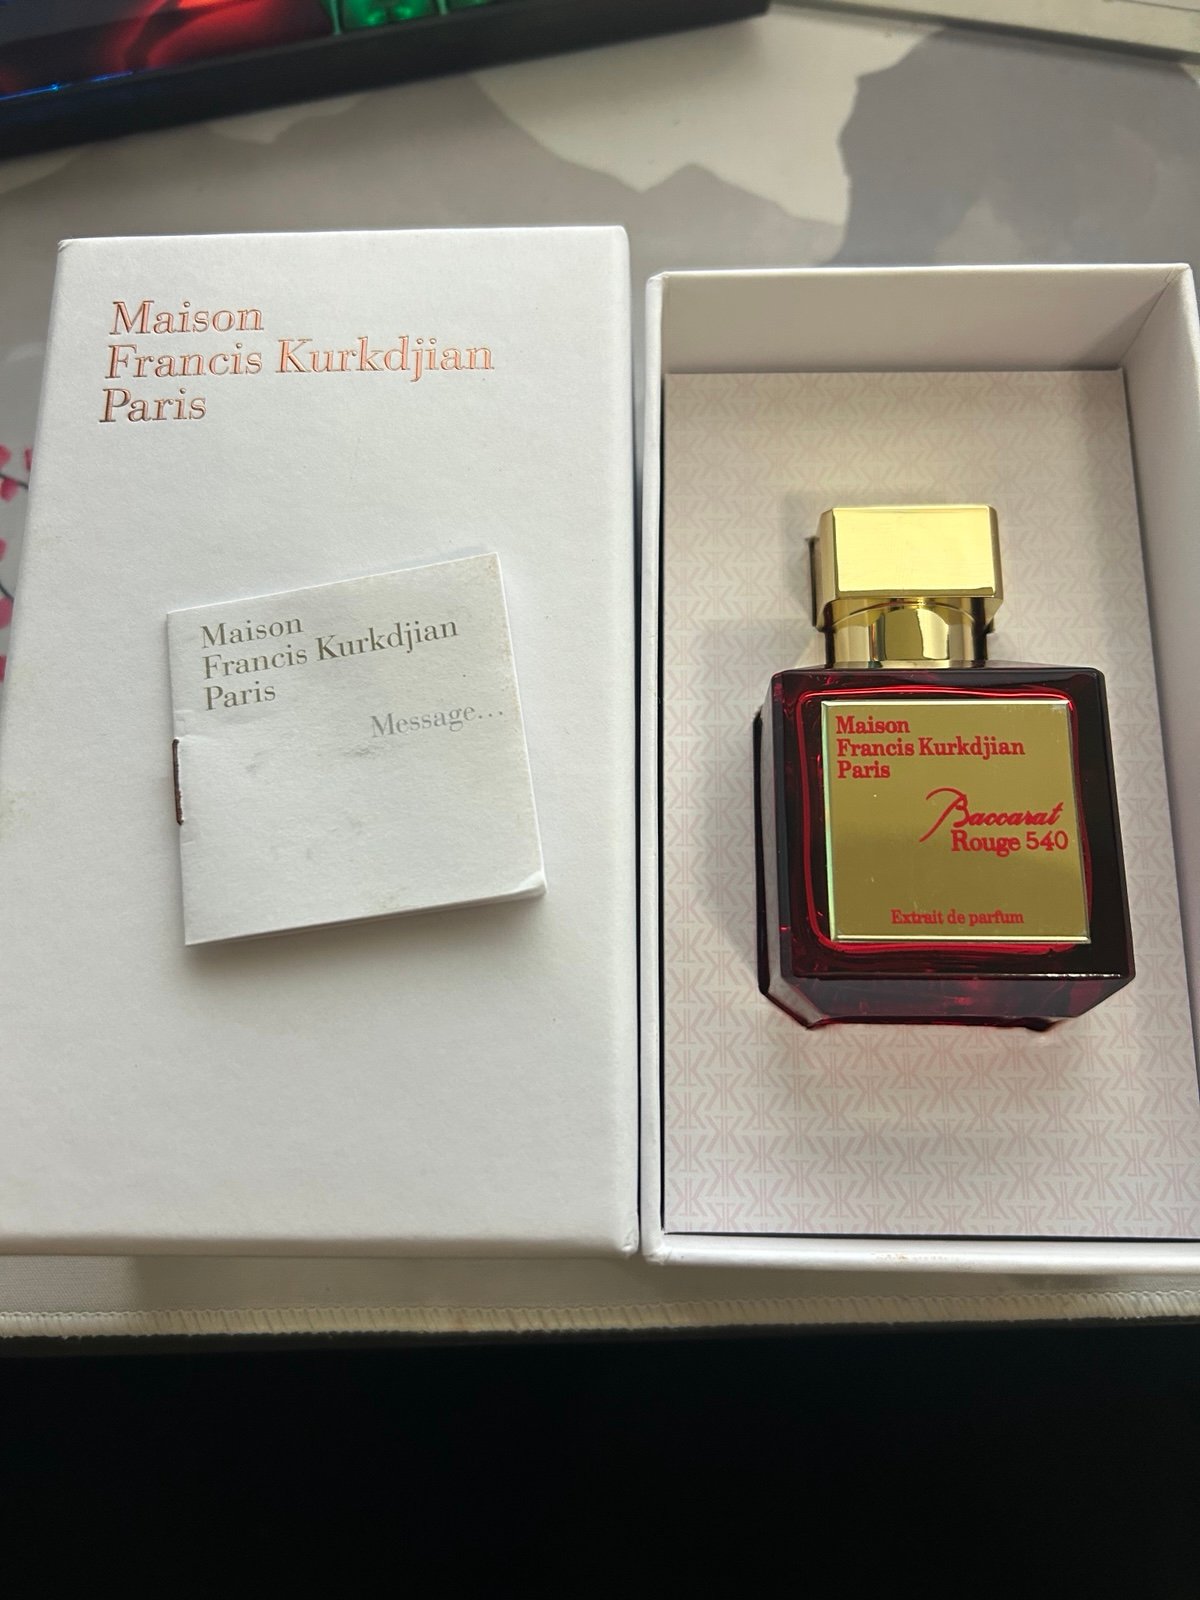 Maison
Francis Kurkdjian
Paris
Maison
Francis Kurkdjian
Paris
Message...
Maison
Francis Kurkdjian
Paris
Baccarat
Rouge 540
Extrait de parfum